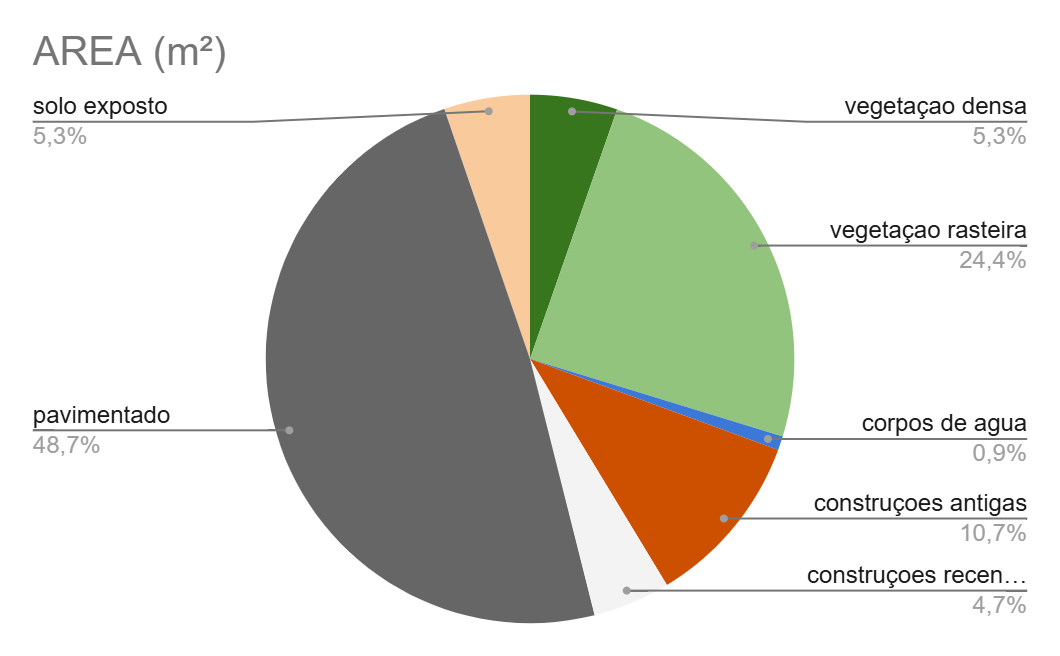 AREA (m²)
solo exposto
5,3%
vegetaçao densa
5,3%
vegetaçao rasteira
24,4%
pavimentado
48,7%
corpos de agua
0,9%
construçoes antigas
10,7%
construçoes recen…
4,7%